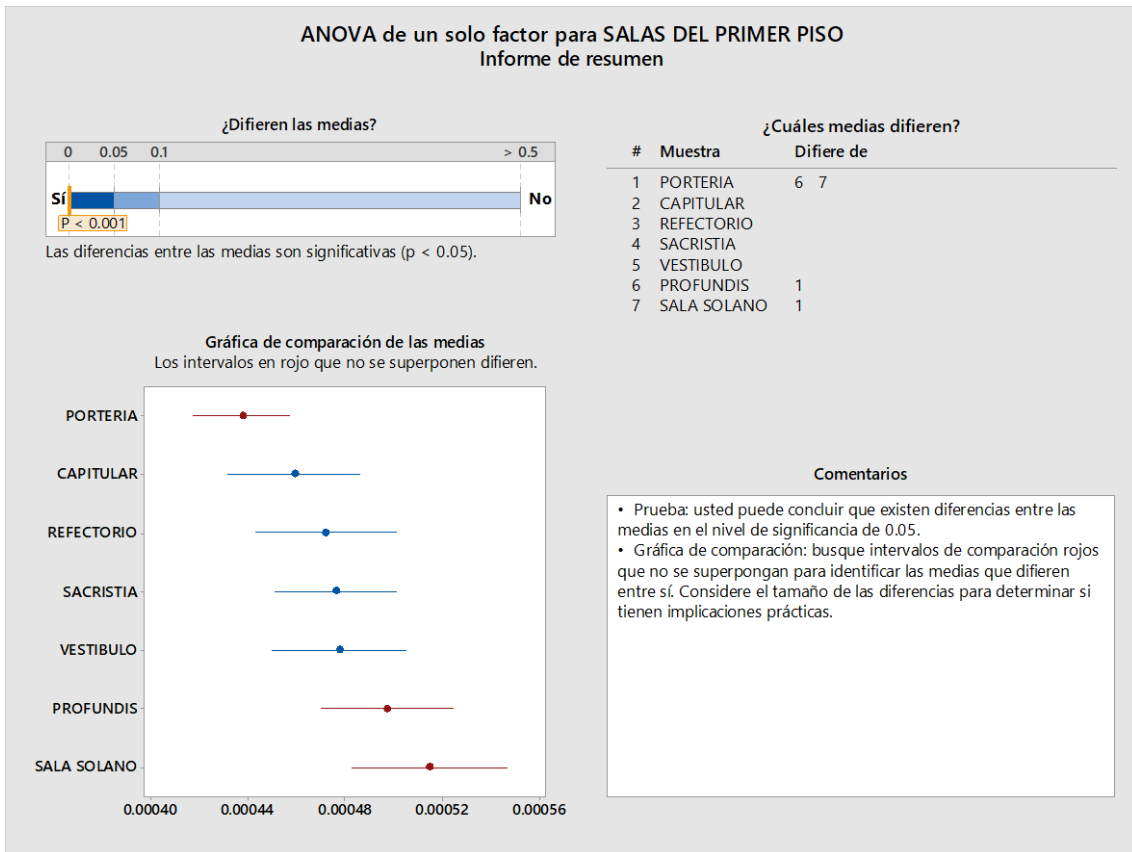 ANOVA de un solo factor para SALAS DEL PRIMER PISO
Informe de resumen
¿Difieren las medias?
0 0.05 0.1 > 0.5
Sí No
P < 0.001
Las diferencias entre las medias son significativas (p < 0.05).
¿Cuáles medias difieren?
# Muestra Difiere de
1 PORTERIA 6 7
2 CAPITULAR
3 REFECTORIO
4 SACRISTIA
5 VESTIBULO
6 PROFUNDIS 1
7 SALA SOLANO 1
Gráfica de comparación de las medias
Los intervalos en rojo que no se superponen difieren.
PORTERIA
CAPITULAR
REFECTORIO
SACRISTIA
VESTIBULO
PROFUNDIS
SALA SOLANO
0.00040 0.00044 0.00048 0.00052 0.00056
Comentarios
• Prueba: usted puede concluir que existen diferencias entre las
medias en el nivel de significancia de 0.05.
• Gráfica de comparación: busque intervalos de comparación rojos
que no se superpongan para identificar las medias que difieren
entre sí. Considere el tamaño de las diferencias para determinar si
tienen implicaciones prácticas.